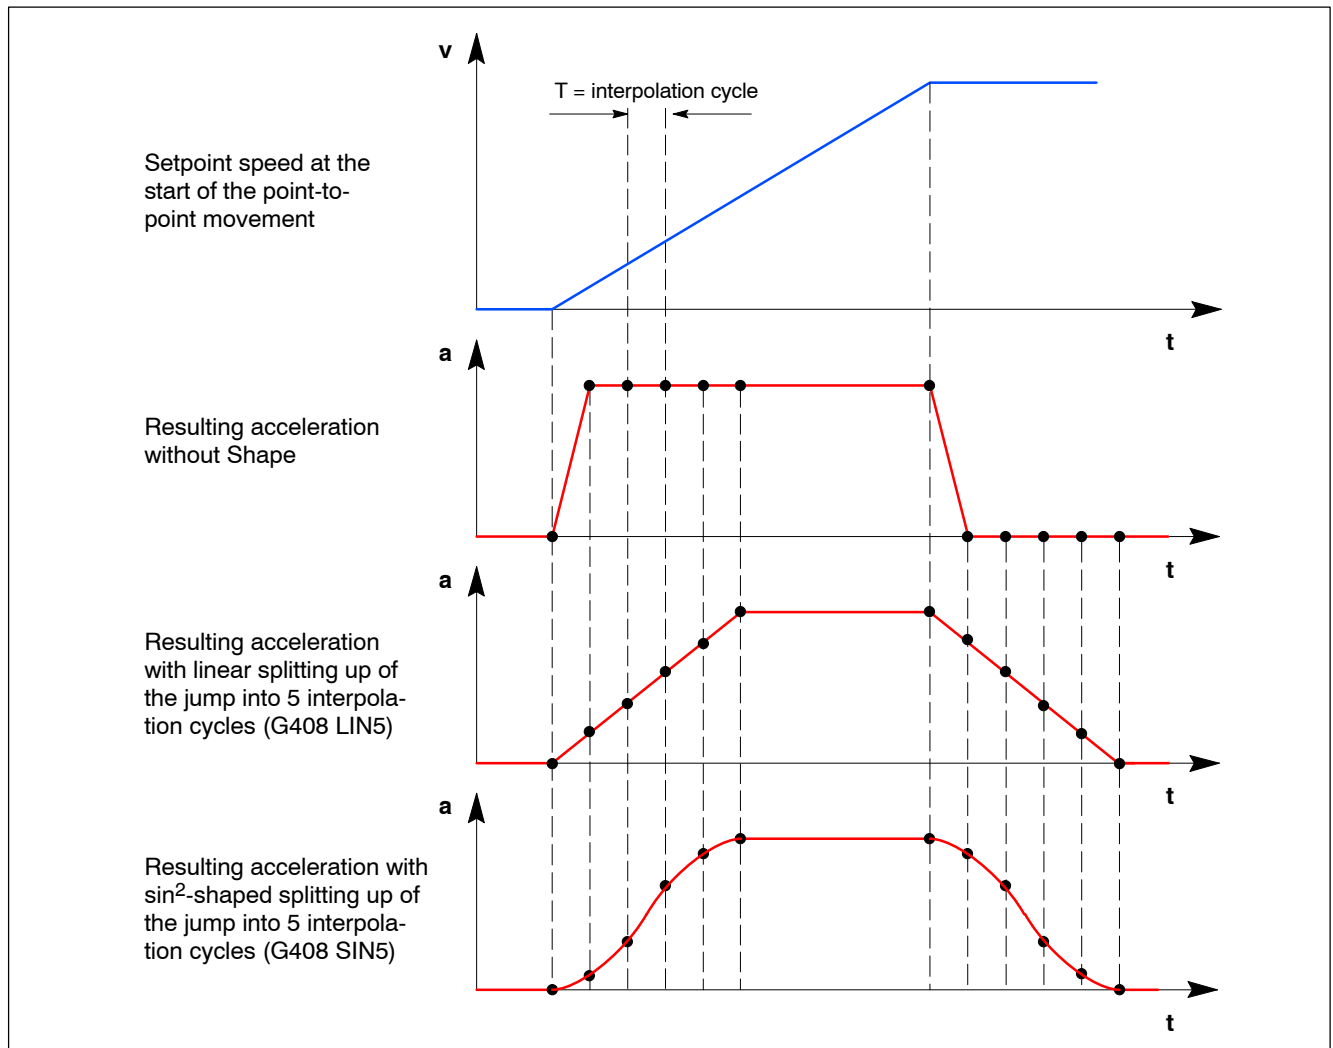 v
T = interpolation cycle
Setpoint speed at the
start of the point-to-
point movement
t
a
Resulting acceleration
without Shape
t
a
Resulting acceleration
with linear splitting up of
the jump into 5 interpola-
tion cycles (G408 LIN5)
t
a
Resulting acceleration with
sin²-shaped splitting up of
the jump into 5 interpola-
tion cycles (G408 SIN5)
t